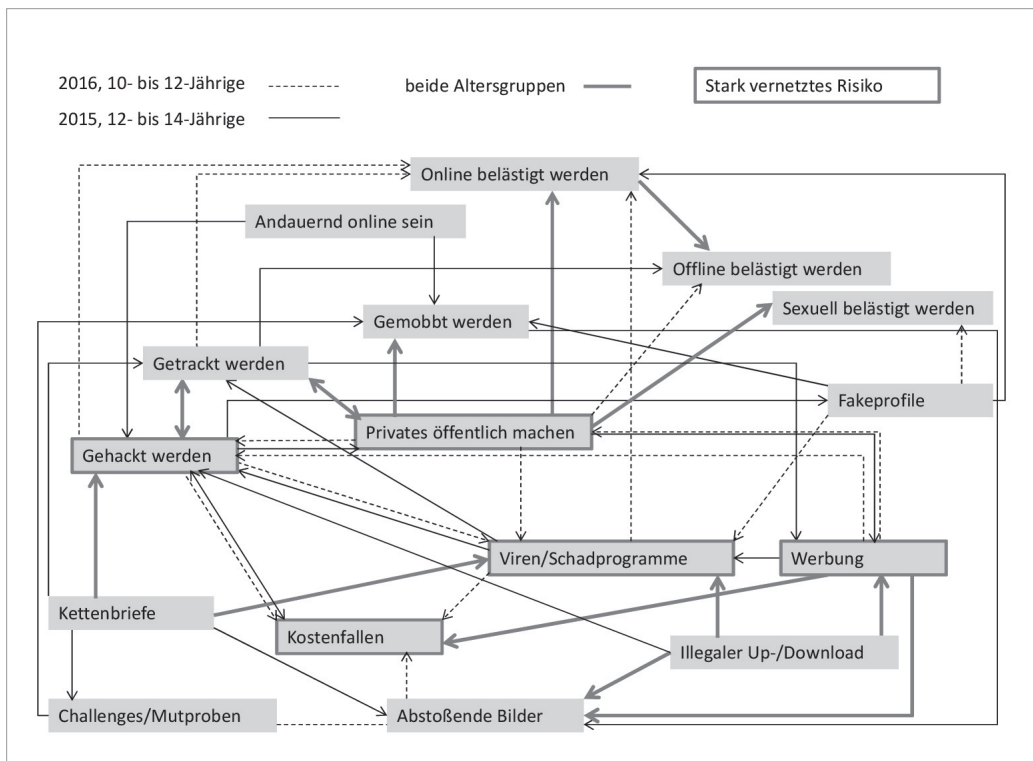 2016, 10- bis 12-Jährige
beide Altersgruppen
Stark vernetztes Risiko
2015, 12- bis 14-Jährige
Online belästigt werden
Andauernd online sein
Offline belästigt werden
Sexuell belästigt werden
Gemobbt werden
Getrackt werden
Fakeprofile
Privates öffentlich machen
Gehackt werden
Viren/Schadprogramme
Werbung
Kettenbriefe
Kostenfallen
Illegaler Up-/Download
Challenges/Mutproben
Abstoßende Bilder